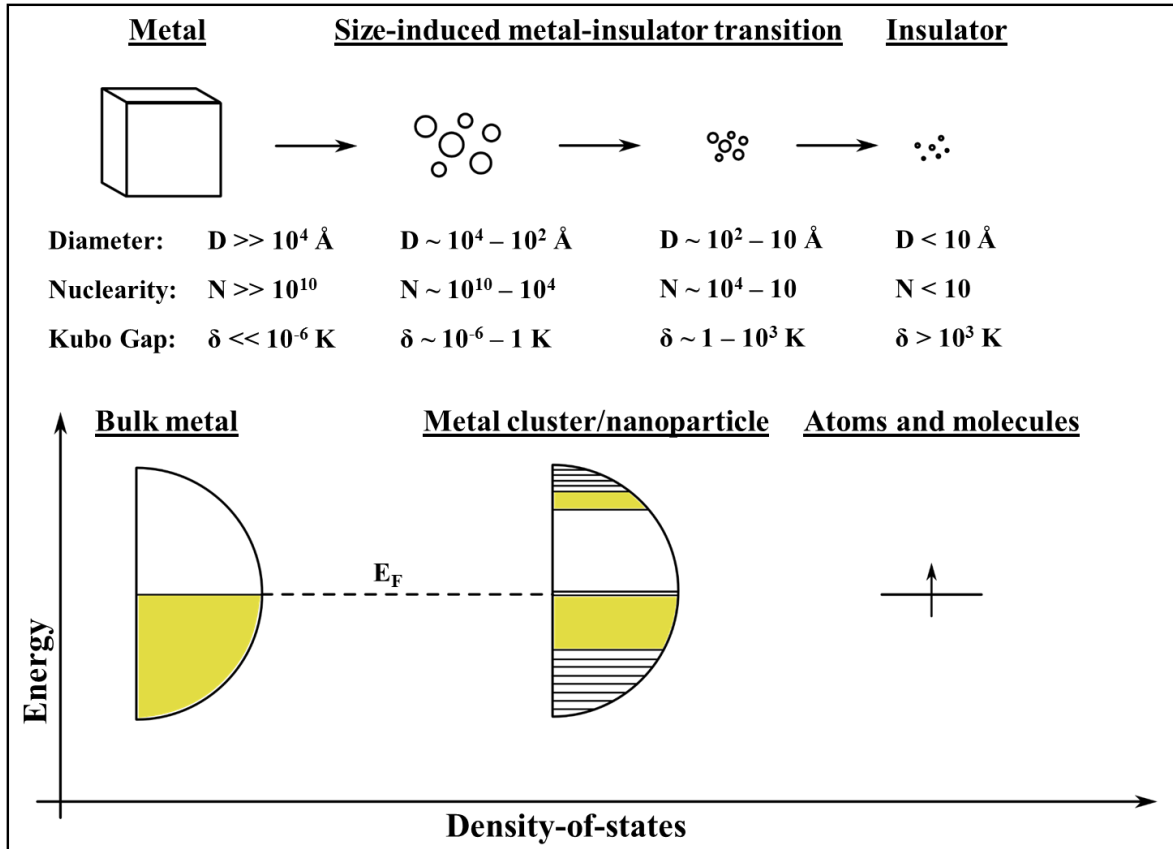 Metal Size-induced metal-insulator transition Insulator
Diameter: D >> 10⁴ Å D ~ 10⁴ – 10² Å D ~ 10² – 10 Å D < 10 Å
Nuclearity: N >> 10¹⁰ N ~ 10¹⁰ – 10⁴ N ~ 10⁴ – 10 N < 10
Kubo Gap: δ << 10⁻⁶ K δ ~ 10⁻⁶ – 1 K δ ~ 1 – 10³ K δ > 10³ K
Bulk metal Metal cluster/nanoparticle Atoms and molecules
E_F
Energy
Density-of-states